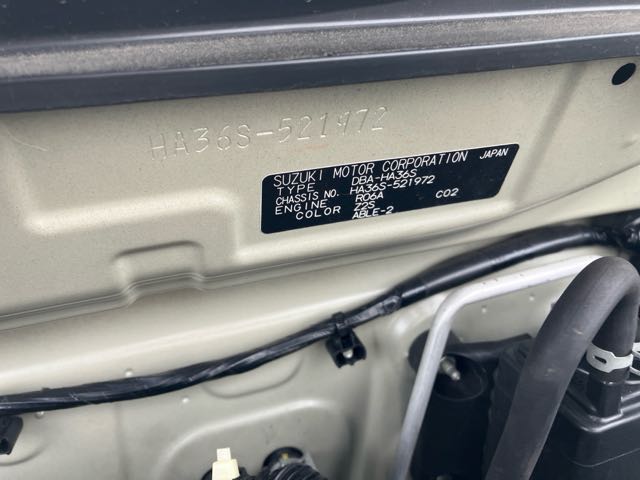 HA36S-521972
SUZUKI MOTOR CORPORATION JAPAN
TYPE DBA-HA36S
CHASSIS NO. HA36S-521972
ENGINE R06A C02
COLOR Z2S
ABLE-2